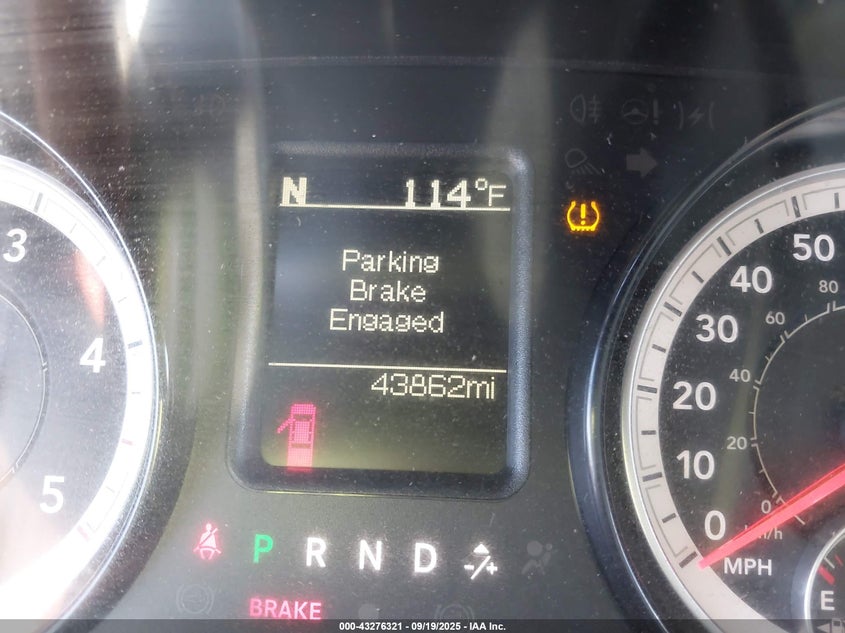 N 114°F
Parking
Brake
Engaged
43862mi
3
4
5
50
40
30
20
10
0
MPH
80
60
40
20
0
km/h
P R N D -/+
BRAKE
E
000-43276321 - 09/19/2025 - IAA Inc.